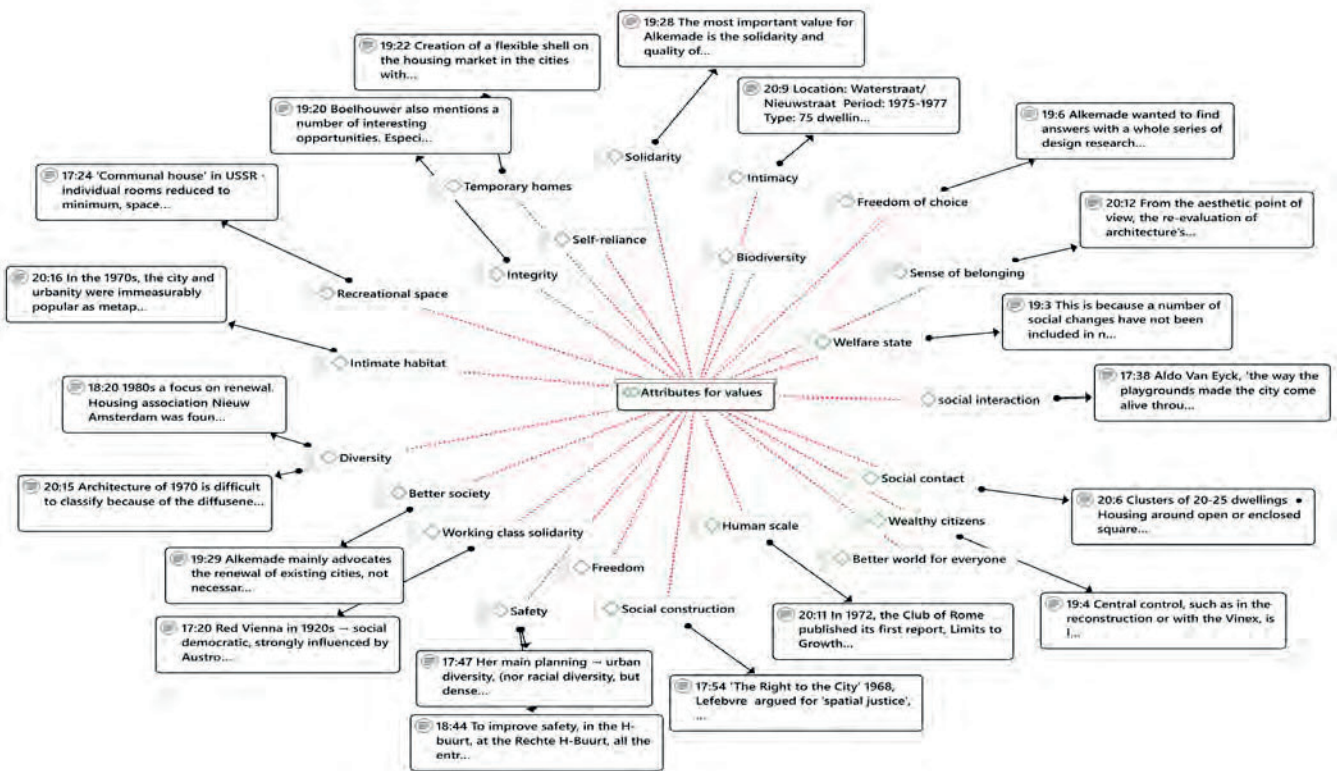 19:28 The most important value for
Alkemade is the solidarity and
quality of...
19:22 Creation of a flexible shell on
the housing market in the cities
with...
20:9 Location: Waterstraat/
Nieuwstraat Period: 1975-1977
Type: 75 dwellin...
19:20 Boelhouwer also mentions a
number of interesting
opportunities. Especi...
19:6 Alkemade wanted to find
answers with a whole series of
design research...
Solidarity
17:24 'Communal house' in USSR -
individual rooms reduced to
minimum, space...
Temporary homes
Intimacy
Freedom of choice
20:12 From the aesthetic point of
view, the re-evaluation of
architecture's...
Self-reliance
Biodiversity
Integrity
Sense of belonging
20:16 In the 1970s, the city and
urbanity were immeasurably
popular as metap...
Recreational space
19:3 This is because a number of
social changes have not been
included in n...
Welfare state
Intimate habitat
18:20 1980s a focus on renewal.
Housing association Nieuw
Amsterdam was foun...
Attributes for values
social interaction
17:38 Aldo Van Eyck, 'the way the
playgrounds made the city come
alive throu...
Diversity
20:15 Architecture of 1970 is difficult
to classify because of the diffusene...
Better society
Social contact
20:6 Clusters of 20-25 dwellings •
Housing around open or enclosed
square...
Working class solidarity
Human scale
Wealthy citizens
Better world for everyone
19:29 Alkemade mainly advocates
the renewal of existing cities, not
necessar...
Freedom
Safety
Social construction
20:11 In 1972, the Club of Rome
published its first report, Limits to
Growth...
19:4 Central control, such as in the
reconstruction or with the Vinex, is
l...
17:20 Red Vienna in 1920s – social
democratic, strongly influenced by
Austro...
17:47 Her main planning – urban
diversity, (nor racial diversity, but
dense...
17:54 'The Right to the City' 1968,
Lefebvre argued for 'spatial justice',
...
18:44 To improve safety, in the H-
buurt, at the Rechte H-Buurt, all the
entr...